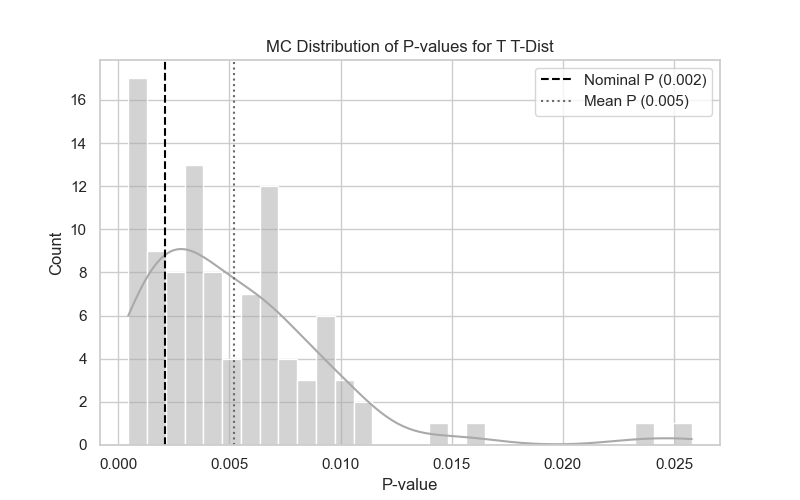 MC Distribution of P-values for T T-Dist
Nominal P (0.002)
Mean P (0.005)
Count
16
14
12
10
8
6
4
2
0
0.000 0.005 0.010 0.015 0.020 0.025
P-value